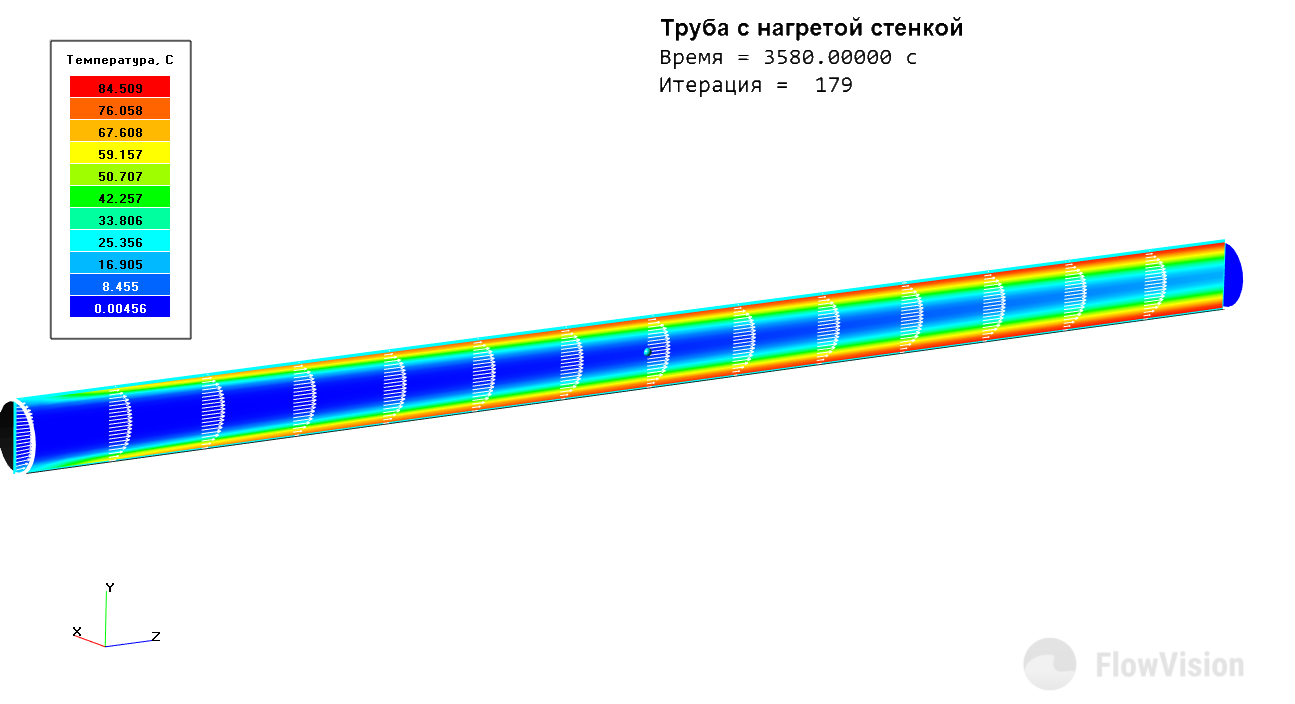 Труба с нагретой стенкой
Время = 3580.00000 с
Итерация = 179
Температура, С
84.509
76.058
67.608
59.157
50.707
42.257
33.806
25.356
16.905
8.455
0.00456
Y
X
Z
FlowVision